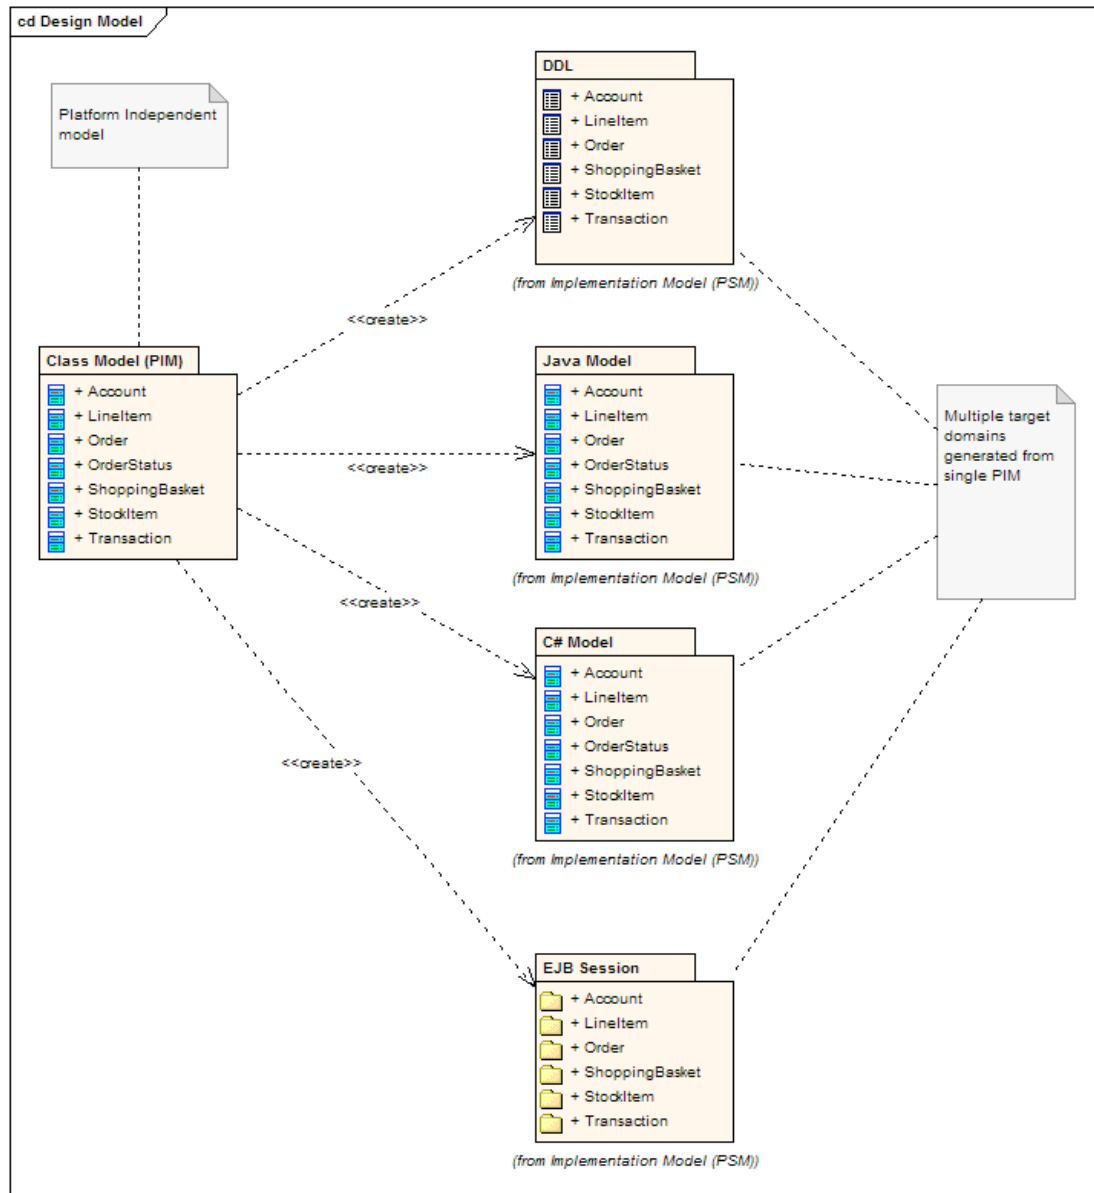 cd Design Model
Platform Independent
model
DDL
+ Account
+ LineItem
+ Order
+ ShoppingBasket
+ StockItem
+ Transaction
(from Implementation Model (PSM))
<<create>>
Class Model (PIM)
+ Account
+ LineItem
+ Order
+ OrderStatus
+ ShoppingBasket
+ StockItem
+ Transaction
<<create>>
Java Model
+ Account
+ LineItem
+ Order
+ OrderStatus
+ ShoppingBasket
+ StockItem
+ Transaction
(from Implementation Model (PSM))
Multiple target
domains
generated from
single PIM
<<create>>
C# Model
+ Account
+ LineItem
+ Order
+ OrderStatus
+ ShoppingBasket
+ StockItem
+ Transaction
(from Implementation Model (PSM))
<<create>>
EJB Session
+ Account
+ LineItem
+ Order
+ ShoppingBasket
+ StockItem
+ Transaction
(from Implementation Model (PSM))